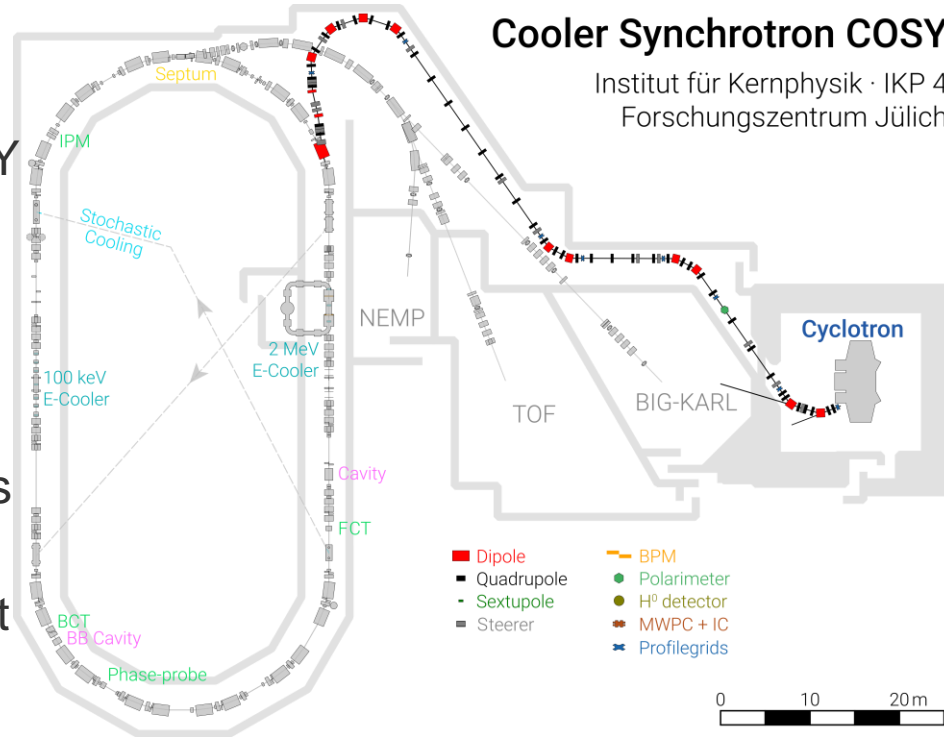 Cooler Synchrotron COSY
Institut für Kernphysik · IKP 4
Forschungszentrum Jülich
Septum
IPM
Y
Stochastic
Cooling
NEMP
Cyclotron
2 MeV
E-Cooler
100 keV
E-Cooler
TOF
BIG-KARL
Cavity
s
FCT
Dipole
Quadrupole
Sextupole
Steerer
BPM
Polarimeter
H⁰ detector
MWPC + IC
Profilegrids
t
BCT
BB Cavity
Phase-probe
0 10 20 m